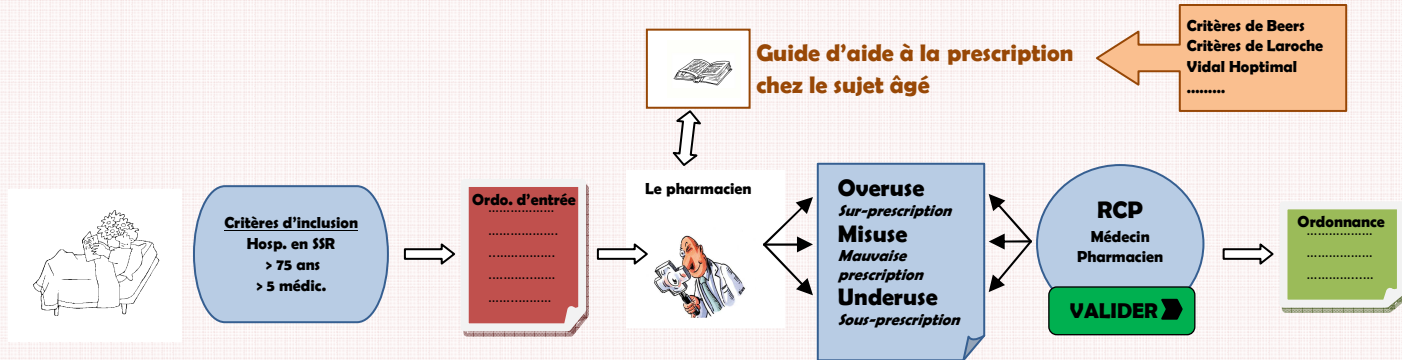 Critères de Beers
Critères de Laroche
Vidal Hoptimal
.........
Guide d'aide à la prescription
chez le sujet âgé
Critères d'inclusion
Hosp. en SSR
> 75 ans
> 5 médic.
Ordo. d'entrée
..................
...................
...................
...................
.................
Le pharmacien
Overuse
Sur-prescription
Misuse
Mauvaise
prescription
Underuse
Sous-prescription
RCP
Médecin
Pharmacien
VALIDER
Ordonnance
..................
..................
..................